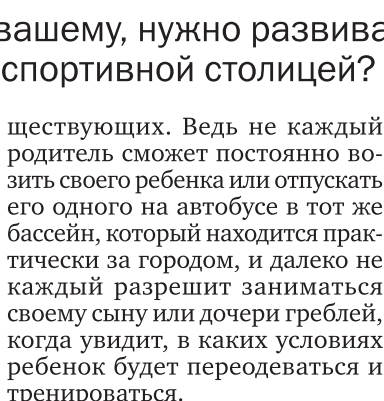 вашему, нужно развива
спортивной столицей?
ществующих. Ведь не каждый
родитель сможет постоянно во-
зить своего ребенка или отпускать
его одного на автобусе в тот же
бассейн, который находится прак-
тически за городом, и далеко не
каждый разрешит заниматься
своему сыну или дочери греблей,
когда увидит, в каких условиях
ребенок будет переодеваться и
тренироваться.